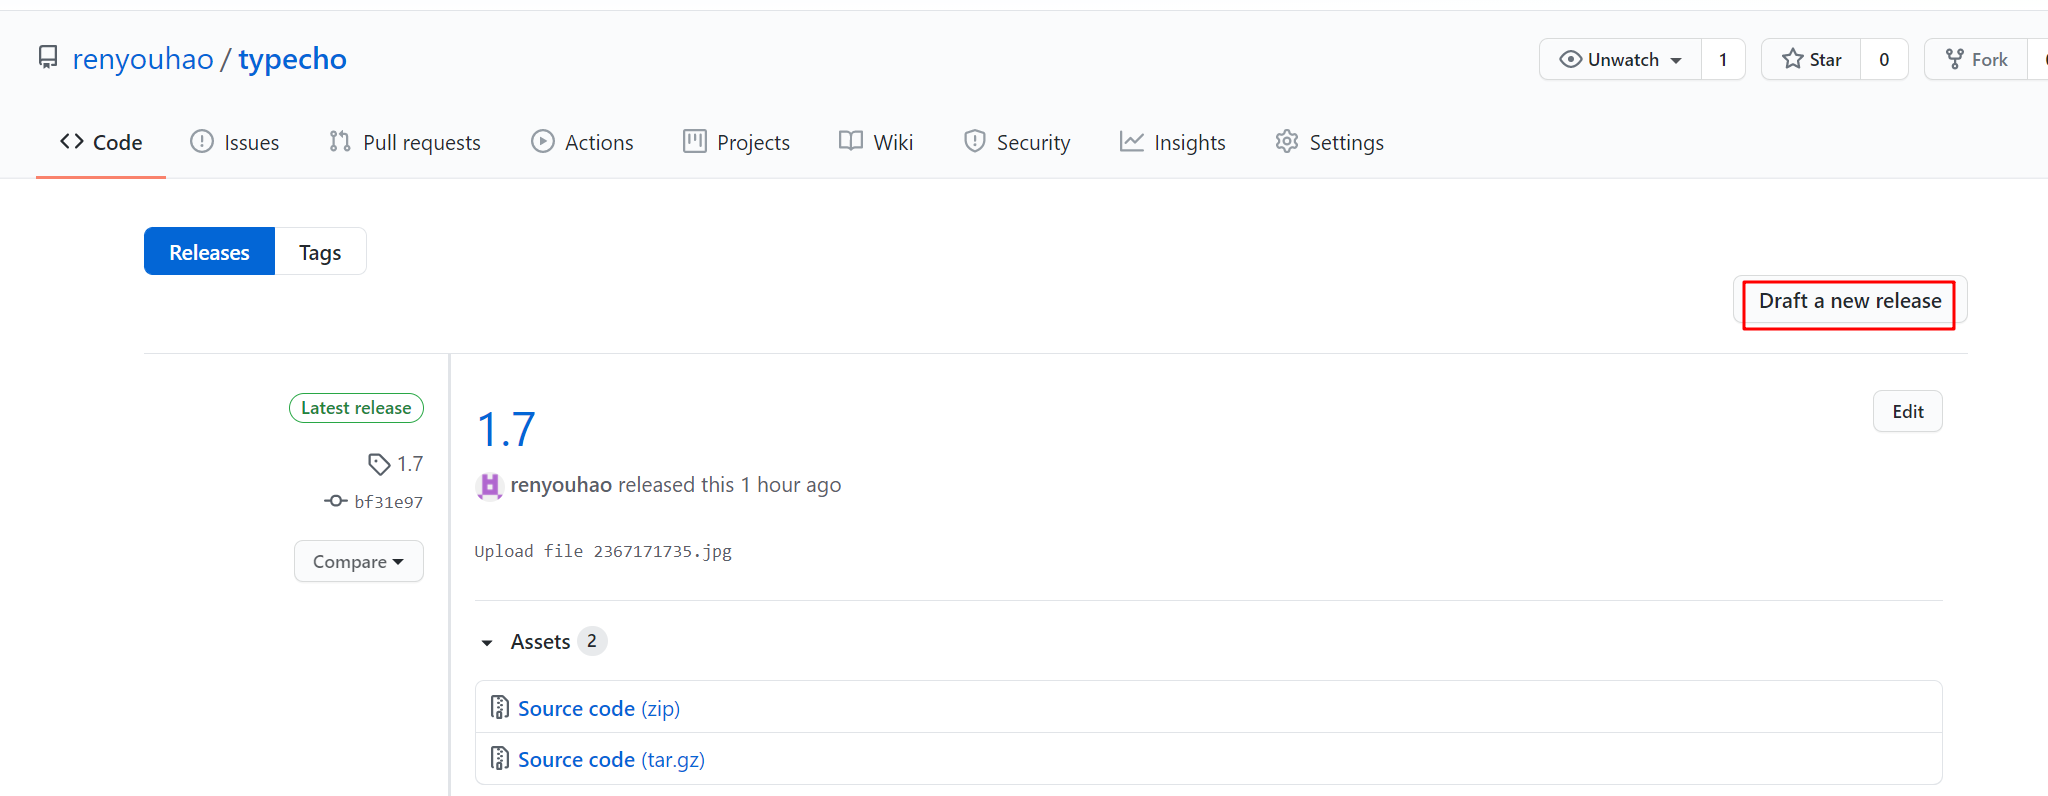 renyouhao / typecho
Unwatch 1 Star 0 Fork
Code Issues Pull requests Actions Projects Wiki Security Insights Settings
Releases Tags
Draft a new release
Latest release
1.7
bf31e97
Compare
1.7
Edit
renyouhao released this 1 hour ago
Upload file 2367171735.jpg
Assets 2
Source code (zip)
Source code (tar.gz)